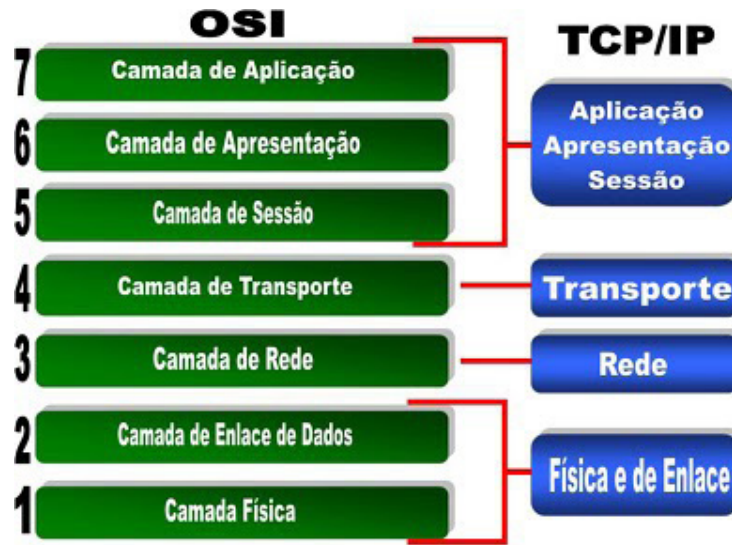 OSI
TCP/IP
7 Camada de Aplicação
6 Camada de Apresentação
5 Camada de Sessão
Aplicação
Apresentação
Sessão
4 Camada de Transporte
Transporte
3 Camada de Rede
Rede
2 Camada de Enlace de Dados
1 Camada Física
Física e de Enlace